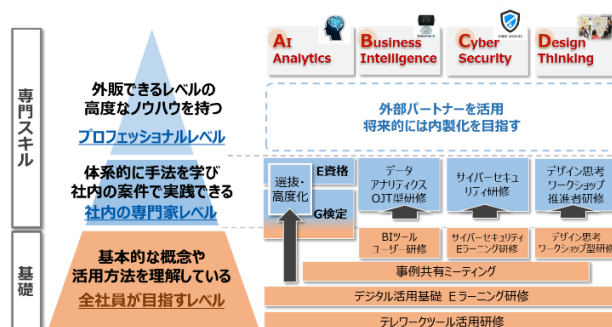 AI
Analytics
Business
Intelligence
Cyber
Security
Design
Thinking
専門スキル
外販できるレベルの
高度なノウハウを持つ
プロフェッショナルレベル
外部パートナーを活用
将来的には内製化を目指す
体系的に手法を学び
社内の案件で実践できる
社内の専門家レベル
選抜・
高度化
E資格
G検定
データ
アナリティクス
OJT型研修
サイバーセキュ
リティ研修
デザイン思考
ワークショップ
推進者研修
基礎
基本的な概念や
活用方法を理解している
全社員が目指すレベル
BIツール
ユーザー研修
サイバーセキュリティ
Eラーニング研修
デザイン思考
ワークショップ型研修
事例共有ミーティング
デジタル活用基礎 Eラーニング研修
テレワークツール活用研修